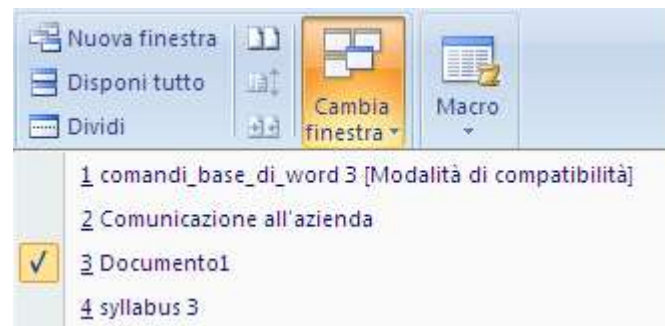 Nuova finestra
Disponi tutto
Dividi
Cambia
finestra
Macro
1 comandi_base_di_word 3 [Modalità di compatibilità]
2 Comunicazione all'azienda
3 Documento1
4 syllabus 3